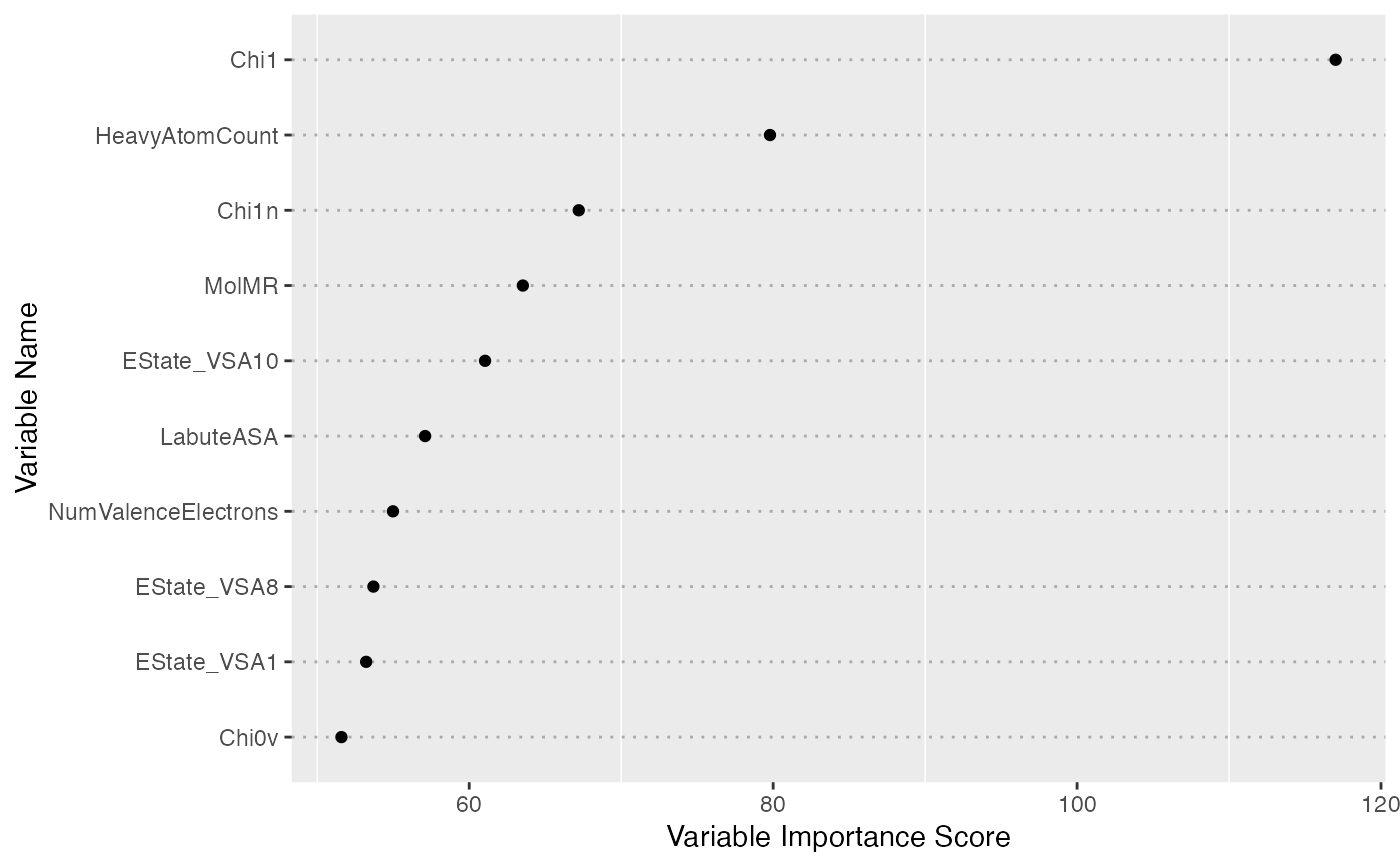 Chi1
HeavyAtomCount
Chi1n
MolMR
EState_VSA10
LabuteASA
NumValenceElectrons
EState_VSA8
EState_VSA1
Chi0v
Variable Name
60 80 100 120
Variable Importance Score